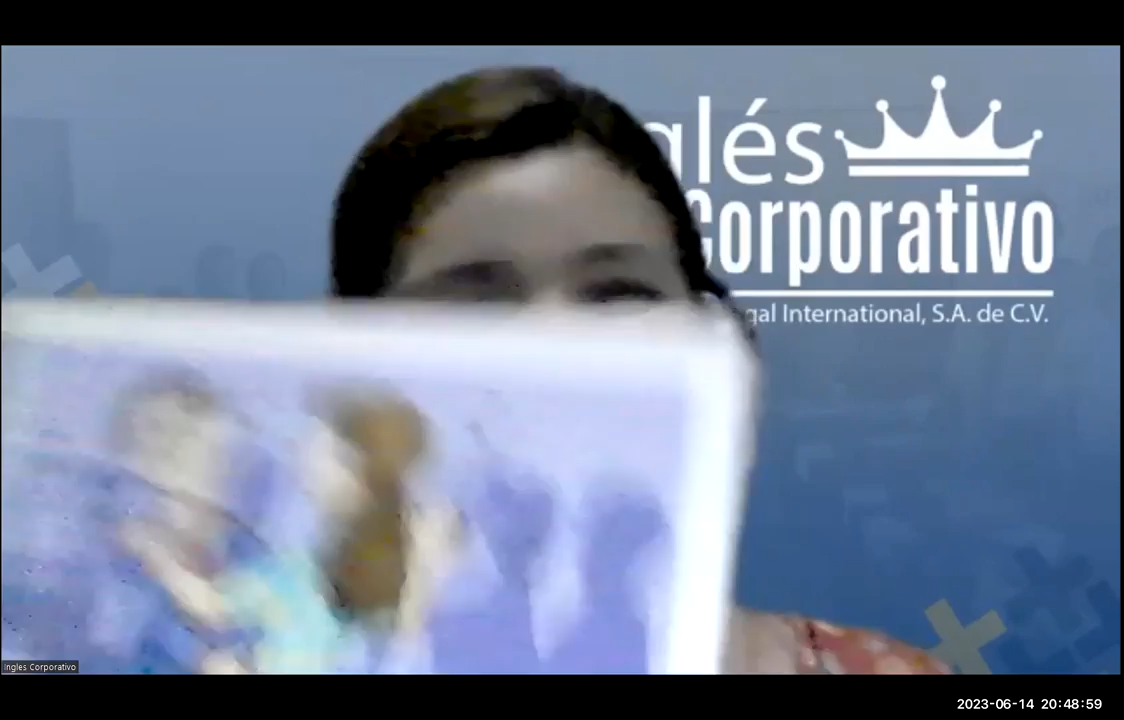 glés
Corporativo
gal International, S.A. de C.V.
Ingles Corporativo
2023-06-14 20:48:59